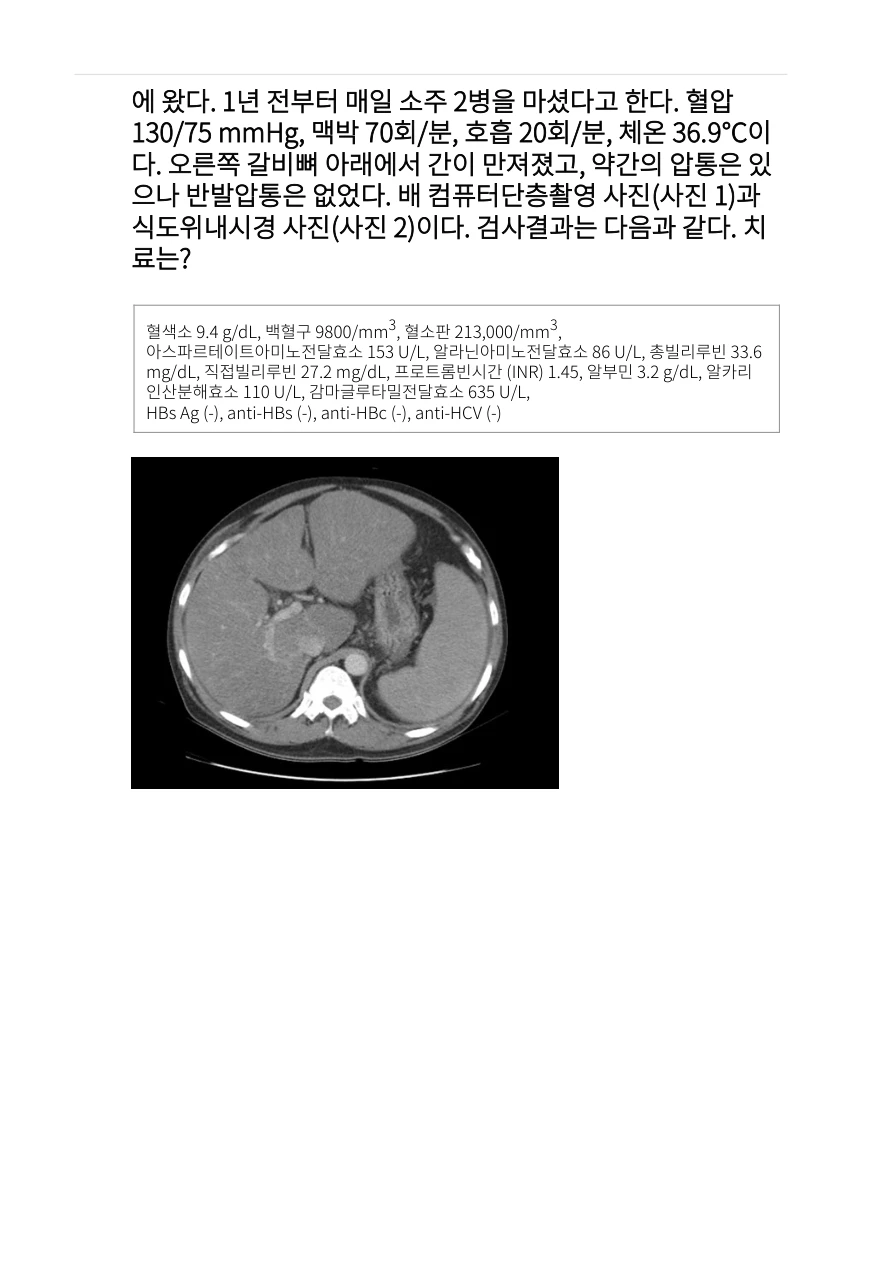 에 왔다. 1년 전부터 매일 소주 2병을 마셨다고 한다. 혈압
130/75 mmHg, 맥박 70회/분, 호흡 20회/분, 체온 36.9°C이
다. 오른쪽 갈비뼈 아래에서 간이 만져졌고, 약간의 압통은 있
으나 반발압통은 없었다. 배 컴퓨터단층촬영 사진(사진 1)과
식도위내시경 사진(사진 2)이다. 검사결과는 다음과 같다. 치
료는?
혈색소 9.4 g/dL, 백혈구 9800/mm³, 혈소판 213,000/mm³,
아스파르테이트아미노전달효소 153 U/L, 알라닌아미노전달효소 86 U/L, 총빌리루빈 33.6
mg/dL, 직접빌리루빈 27.2 mg/dL, 프로트롬빈시간 (INR) 1.45, 알부민 3.2 g/dL, 알카리
인산분해효소 110 U/L, 감마글루타밀전달효소 635 U/L,
HBs Ag (-), anti-HBs (-), anti-HBc (-), anti-HCV (-)